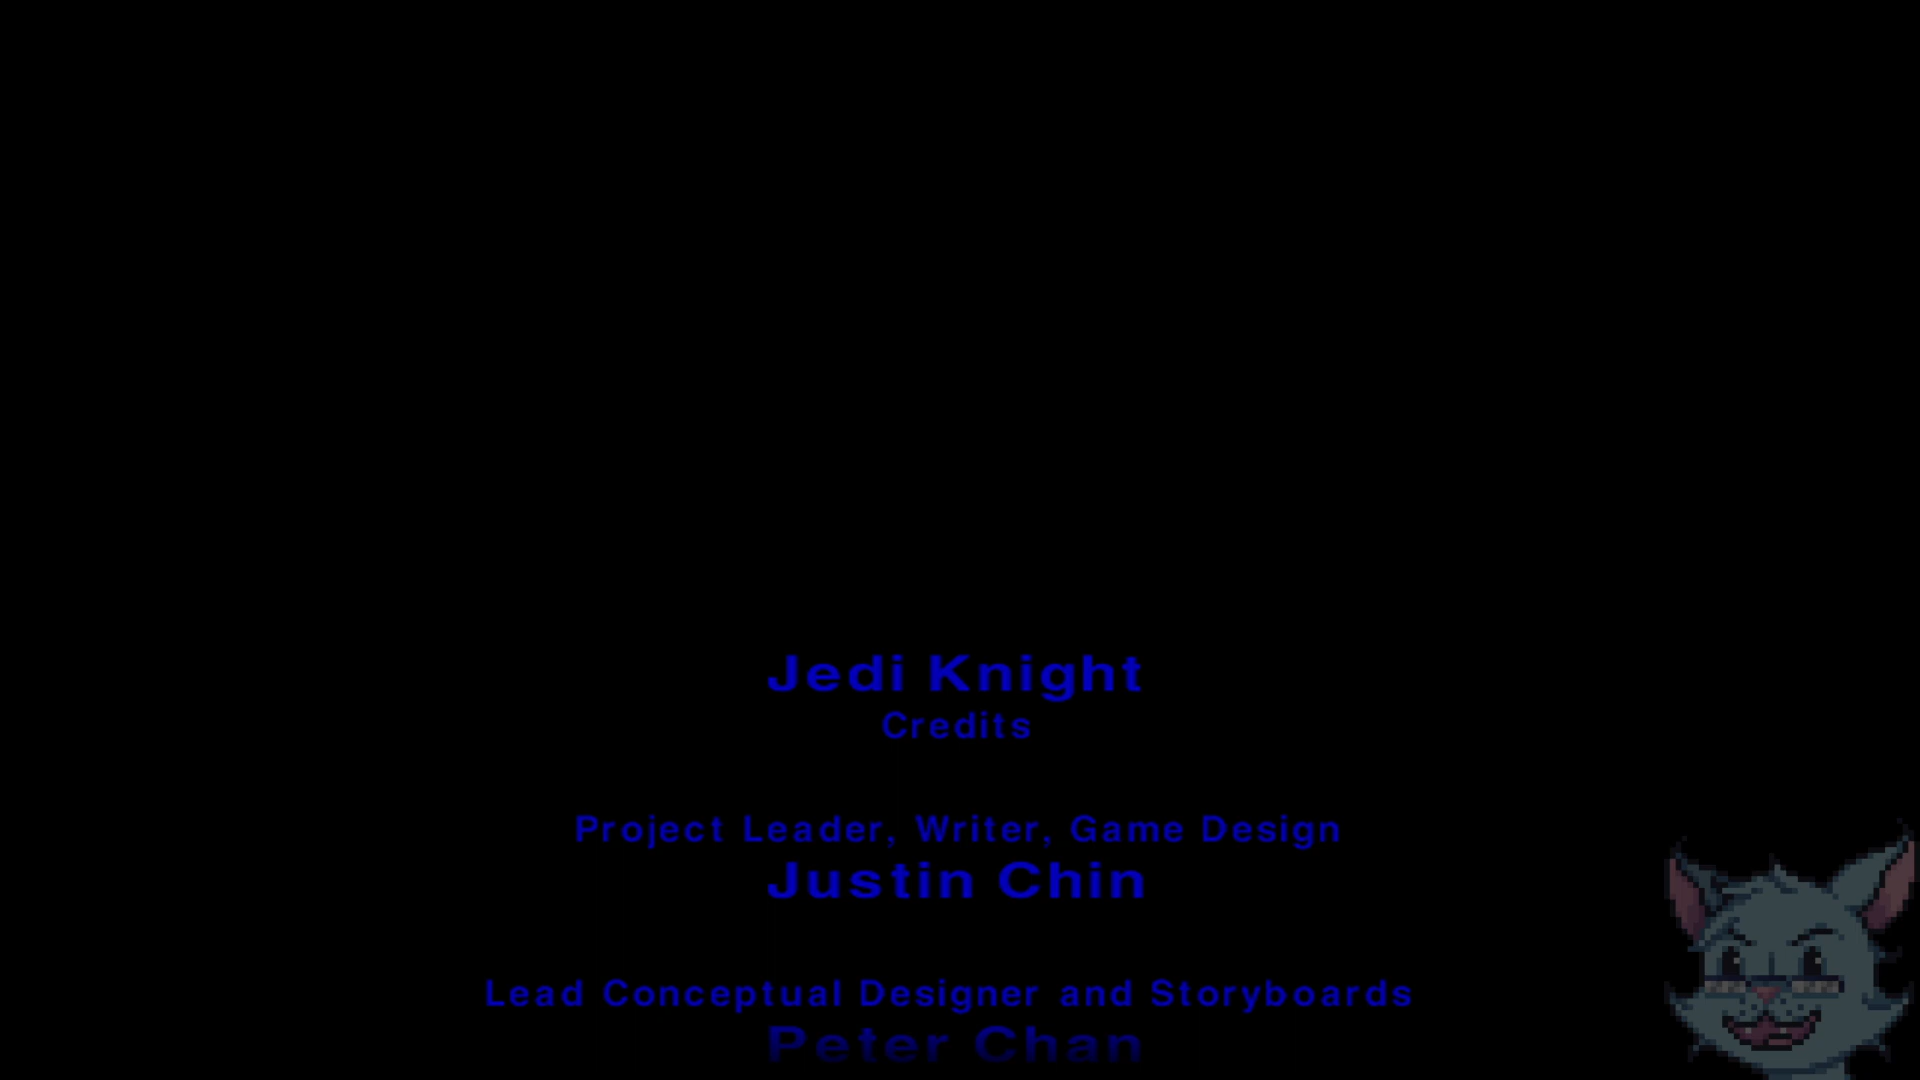 Jedi Knight
Credits
Project Leader, Writer, Game Design
Justin Chin
Lead Conceptual Designer and Storyboards
Peter Chan